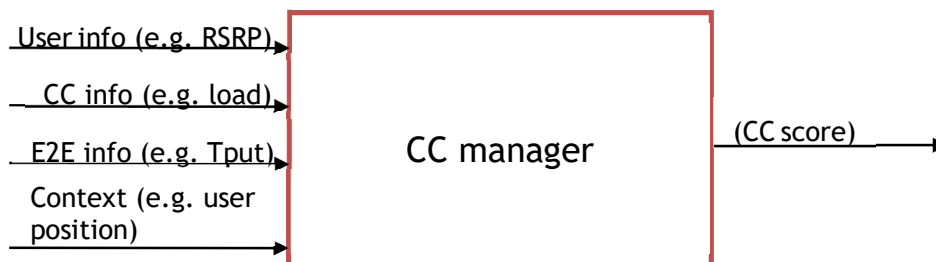 User info (e.g. RSRP)
CC info (e.g. load)
E2E info (e.g. Tput)
Context (e.g. user
position)
CC manager
(CC score)